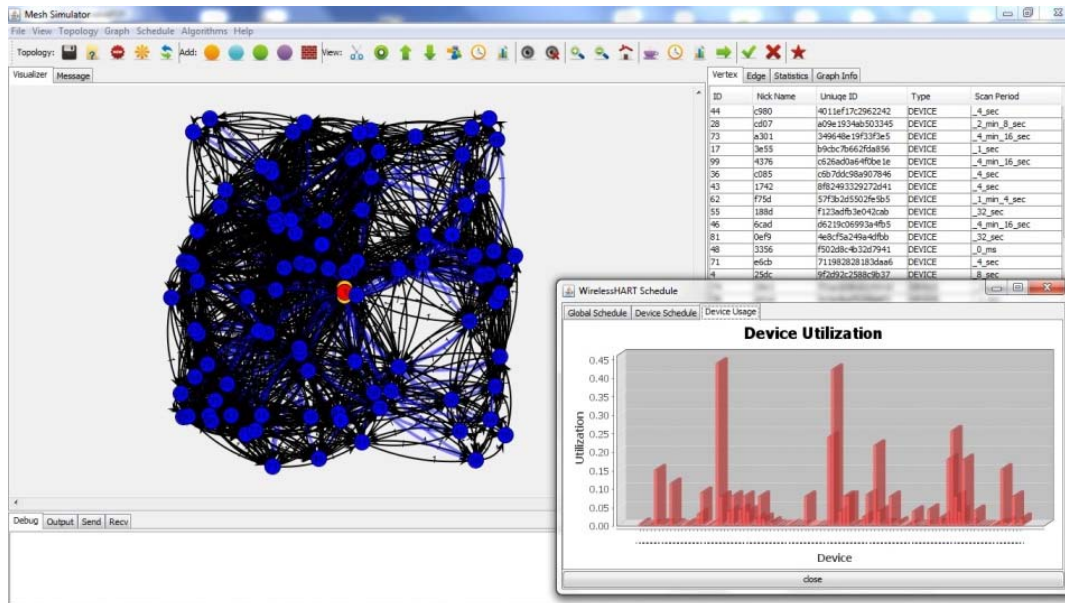 Mesh Simulator
File View Topology Graph Schedule Algorithms Help
Topology: Add: View:
Visualizer Message
Vertex Edge Statistics Graph Info
ID Nick Name Uniuqe ID Type Scan Period
44 c980 4011ef17c2962242 DEVICE _4_sec
28 cd07 a09e1934ab503345 DEVICE _2_min_8_sec
73 a301 349648e19f33f3e5 DEVICE _4_min_16_sec
17 3e55 b9cbc7b662fda856 DEVICE _1_sec
99 4376 c626ad0a64f0be1e DEVICE _4_min_16_sec
36 c085 c6b7ddc98a907846 DEVICE _4_sec
43 1742 8f82493329272d41 DEVICE _4_sec
62 f75d 57f3b2d5502fe5b5 DEVICE _1_min_4_sec
55 188d f123adfb3e042cab DEVICE _32_sec
46 6cad d6219c06993a4fb5 DEVICE _4_min_16_sec
81 0ef9 4e8cf5a249a4dfbb DEVICE _32_sec
48 3356 f502d8c4b32d7941 DEVICE _0_ms
71 e6cb 711982828183daa6 DEVICE _4_sec
4 25dc 9f2d92c2588c9b37 DEVICE _8_sec
WirelessHART Schedule
Global Schedule Device Schedule Device Usage
Device Utilization
0.45
0.40
0.35
0.30
0.25
0.20
0.15
0.10
0.05
0.00
Utilization
Device
close
Debug Output Send Recv